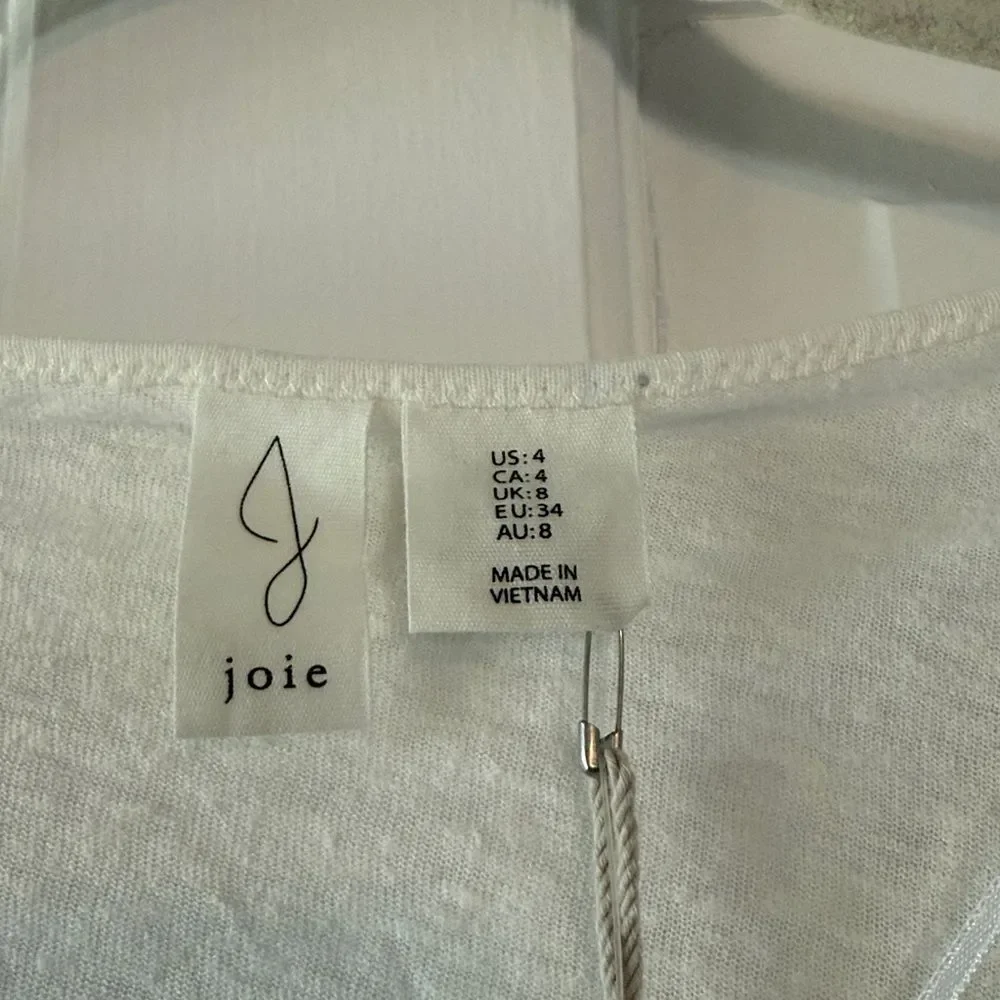 joie
US: 4
CA: 4
UK: 8
EU: 34
AU: 8
MADE IN
VIETNAM